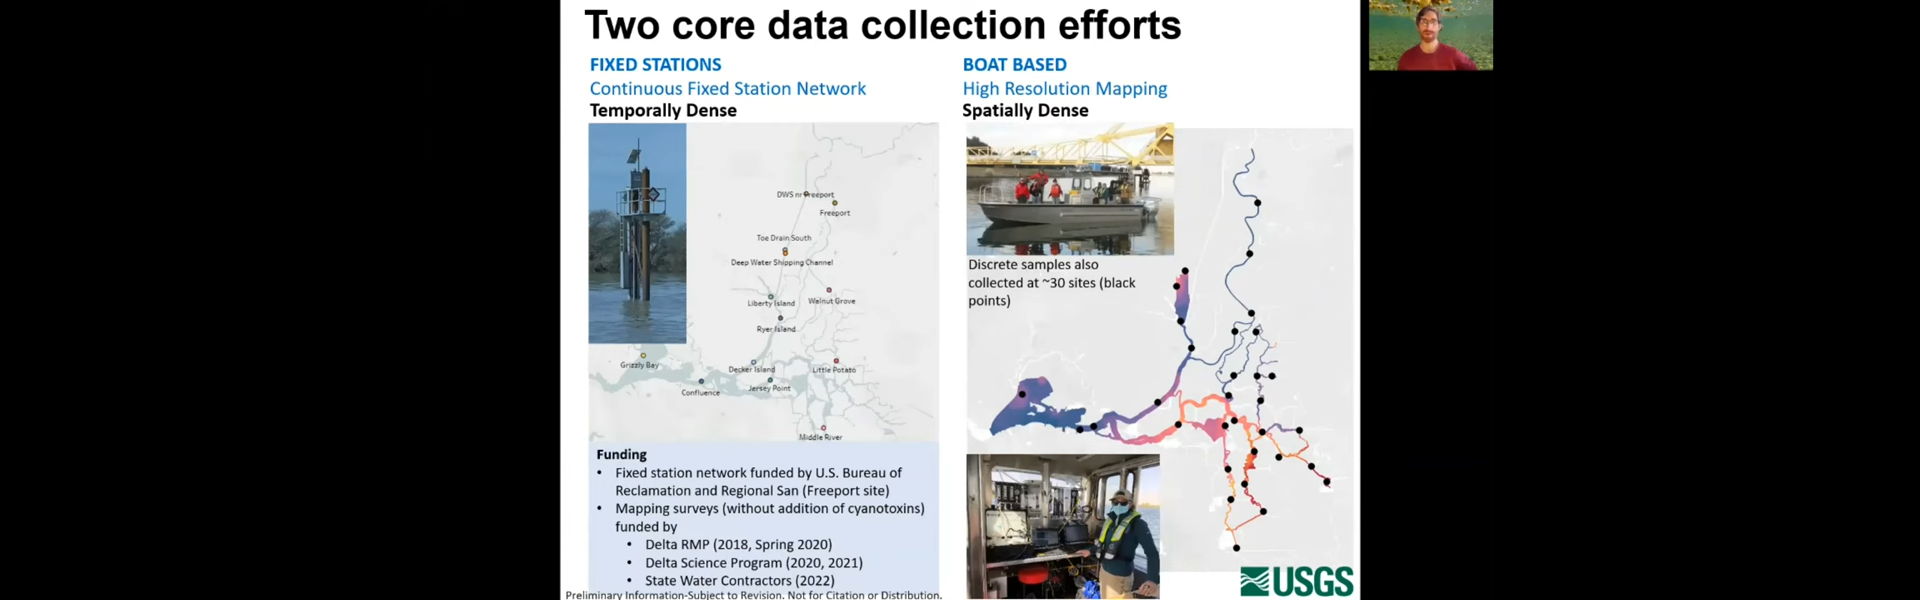 Two core data collection efforts
FIXED STATIONS
Continuous Fixed Station Network
Temporally Dense
DWS nr Freeport
Freeport
Toe Drain South
Deep Water Shipping Channel
Liberty Island
Walnut Grove
Ryer Island
Grizzly Bay
Decker Island
Little Potato
Jersey Point
Confluence
Middle River
Funding
• Fixed station network funded by U.S. Bureau of
Reclamation and Regional San (Freeport site)
• Mapping surveys (without addition of cyanotoxins)
funded by
• Delta RMP (2018, Spring 2020)
• Delta Science Program (2020, 2021)
• State Water Contractors (2022)
Preliminary Information-Subject to Revision. Not for Citation or Distribution.
BOAT BASED
High Resolution Mapping
Spatially Dense
Discrete samples also
collected at ~30 sites (black
points)
USGS